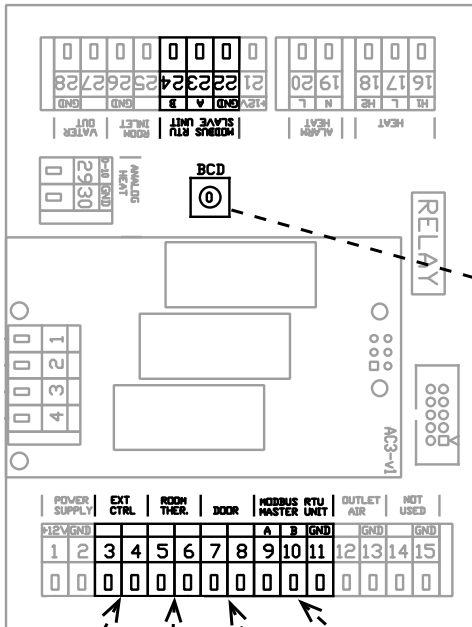 28 27 26 25 24 23 22 21 20 19 18 17 16
GND GND B A GND +12V L N H2 L H1
WATER OUT ROOM INLET MODBUS RTU SLAVE UNIT ALARM HEAT HEAT
29 0-10 ANALOG HEAT
30 GND
BCD
0
RELAY
1
2
3
4
AC3-v1
POWER EXT ROOM DOOR MODBUS RTU OUTLET NOT
SUPPLY CTRL THER. MASTER UNIT AIR USED
+12V GND A B GND GND GND
1 2 3 4 5 6 7 8 9 10 11 12 13 14 15